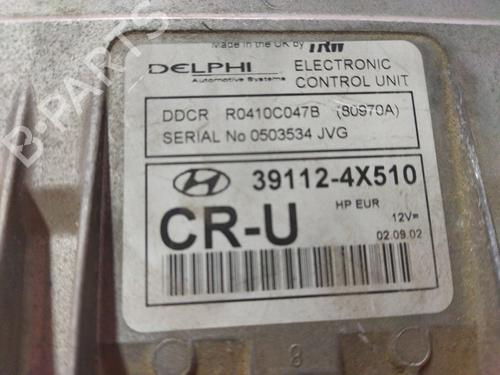 Made in the UK by TRW
DELPHI
Automotive Systems
ELECTRONIC
CONTROL UNIT
DDCR R0410C047B (80970A)
SERIAL No 0503534 JVG
39112-4X510
CR-U
HP EUR
12V=
02.09.02
8
B-Parts